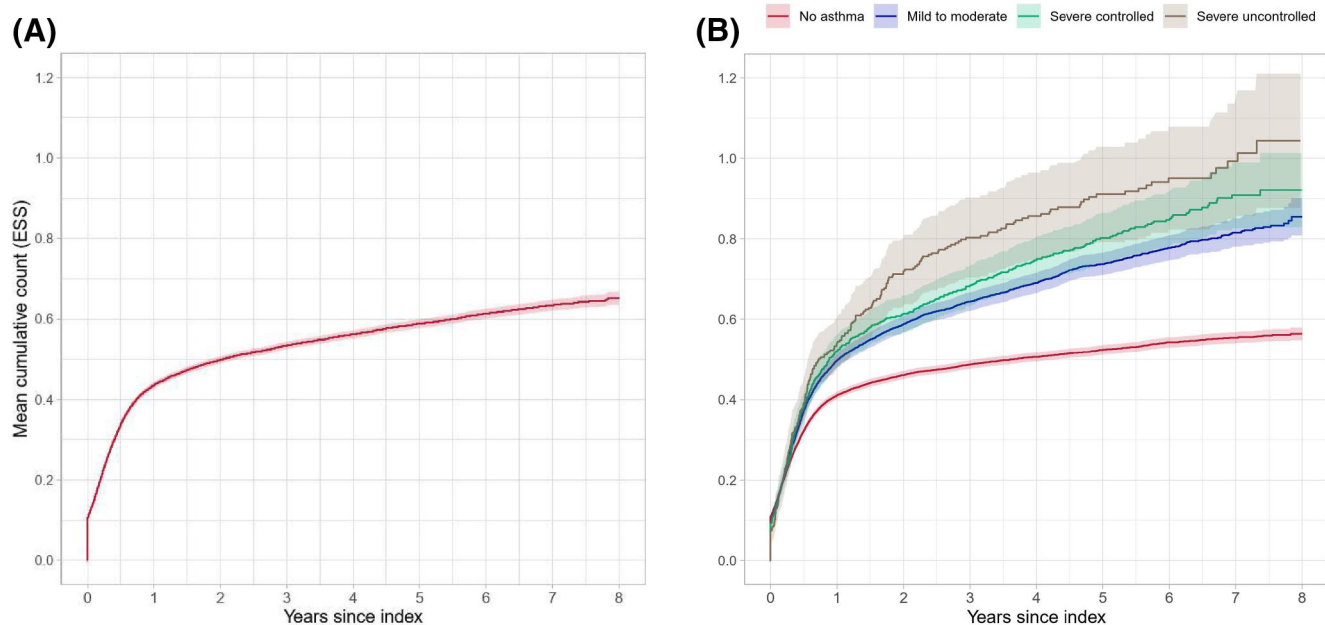 (A)
Mean cumulative count (ESS)
1.2
1.0
0.8
0.6
0.4
0.2
0.0
0 1 2 3 4 5 6 7 8
Years since index
No asthma Mild to moderate Severe controlled Severe uncontrolled
(B)
1.2
1.0
0.8
0.6
0.4
0.2
0.0
0 1 2 3 4 5 6 7 8
Years since index